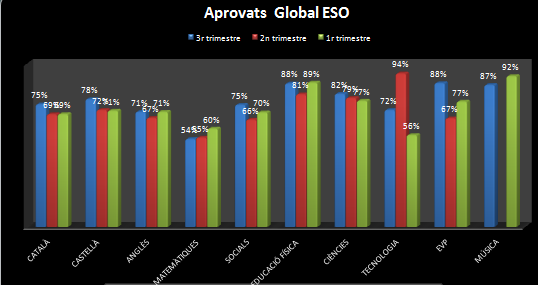 Aprovats Global ESO
3r trimestre 2n trimestre 1r trimestre
75% 69% 69%
78% 72% 71%
71% 67% 71%
54% 55% 60%
75% 66% 70%
88% 81% 89%
82% 79% 77%
72% 94% 56%
88% 67% 77%
87% 92%
CATALÀ
CASTELLÀ
ANGLÈS
MATEMÀTIQUES
SOCIALS
EDUCACIÓ FÍSICA
CIÈNCIES
TECNOLOGIA
EVP
MÚSICA